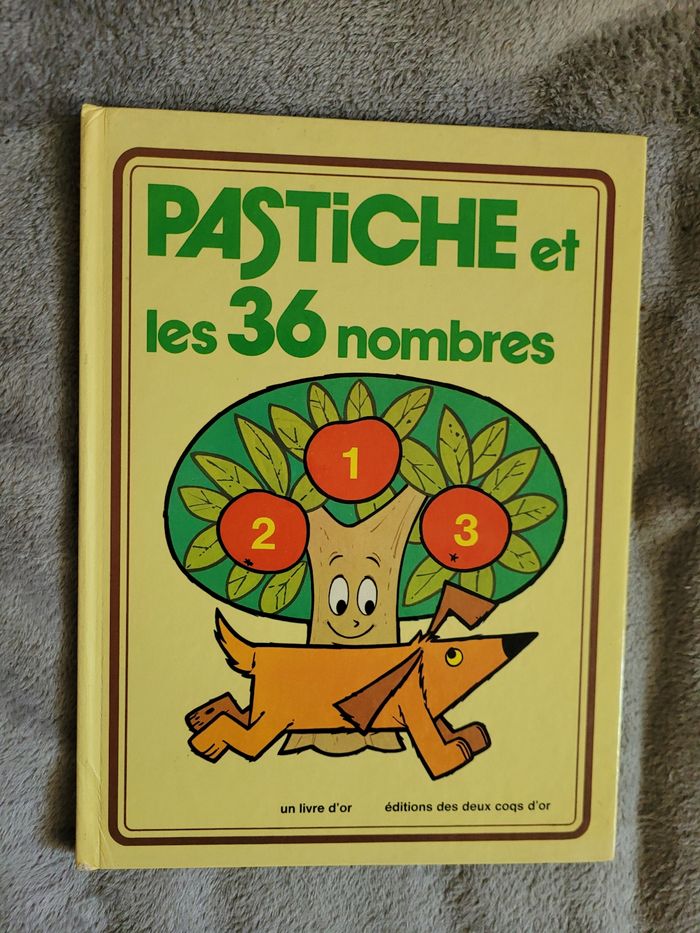 PASTiCHE et
les 36 nombres
1
2
3
un livre d'or éditions des deux coqs d'or